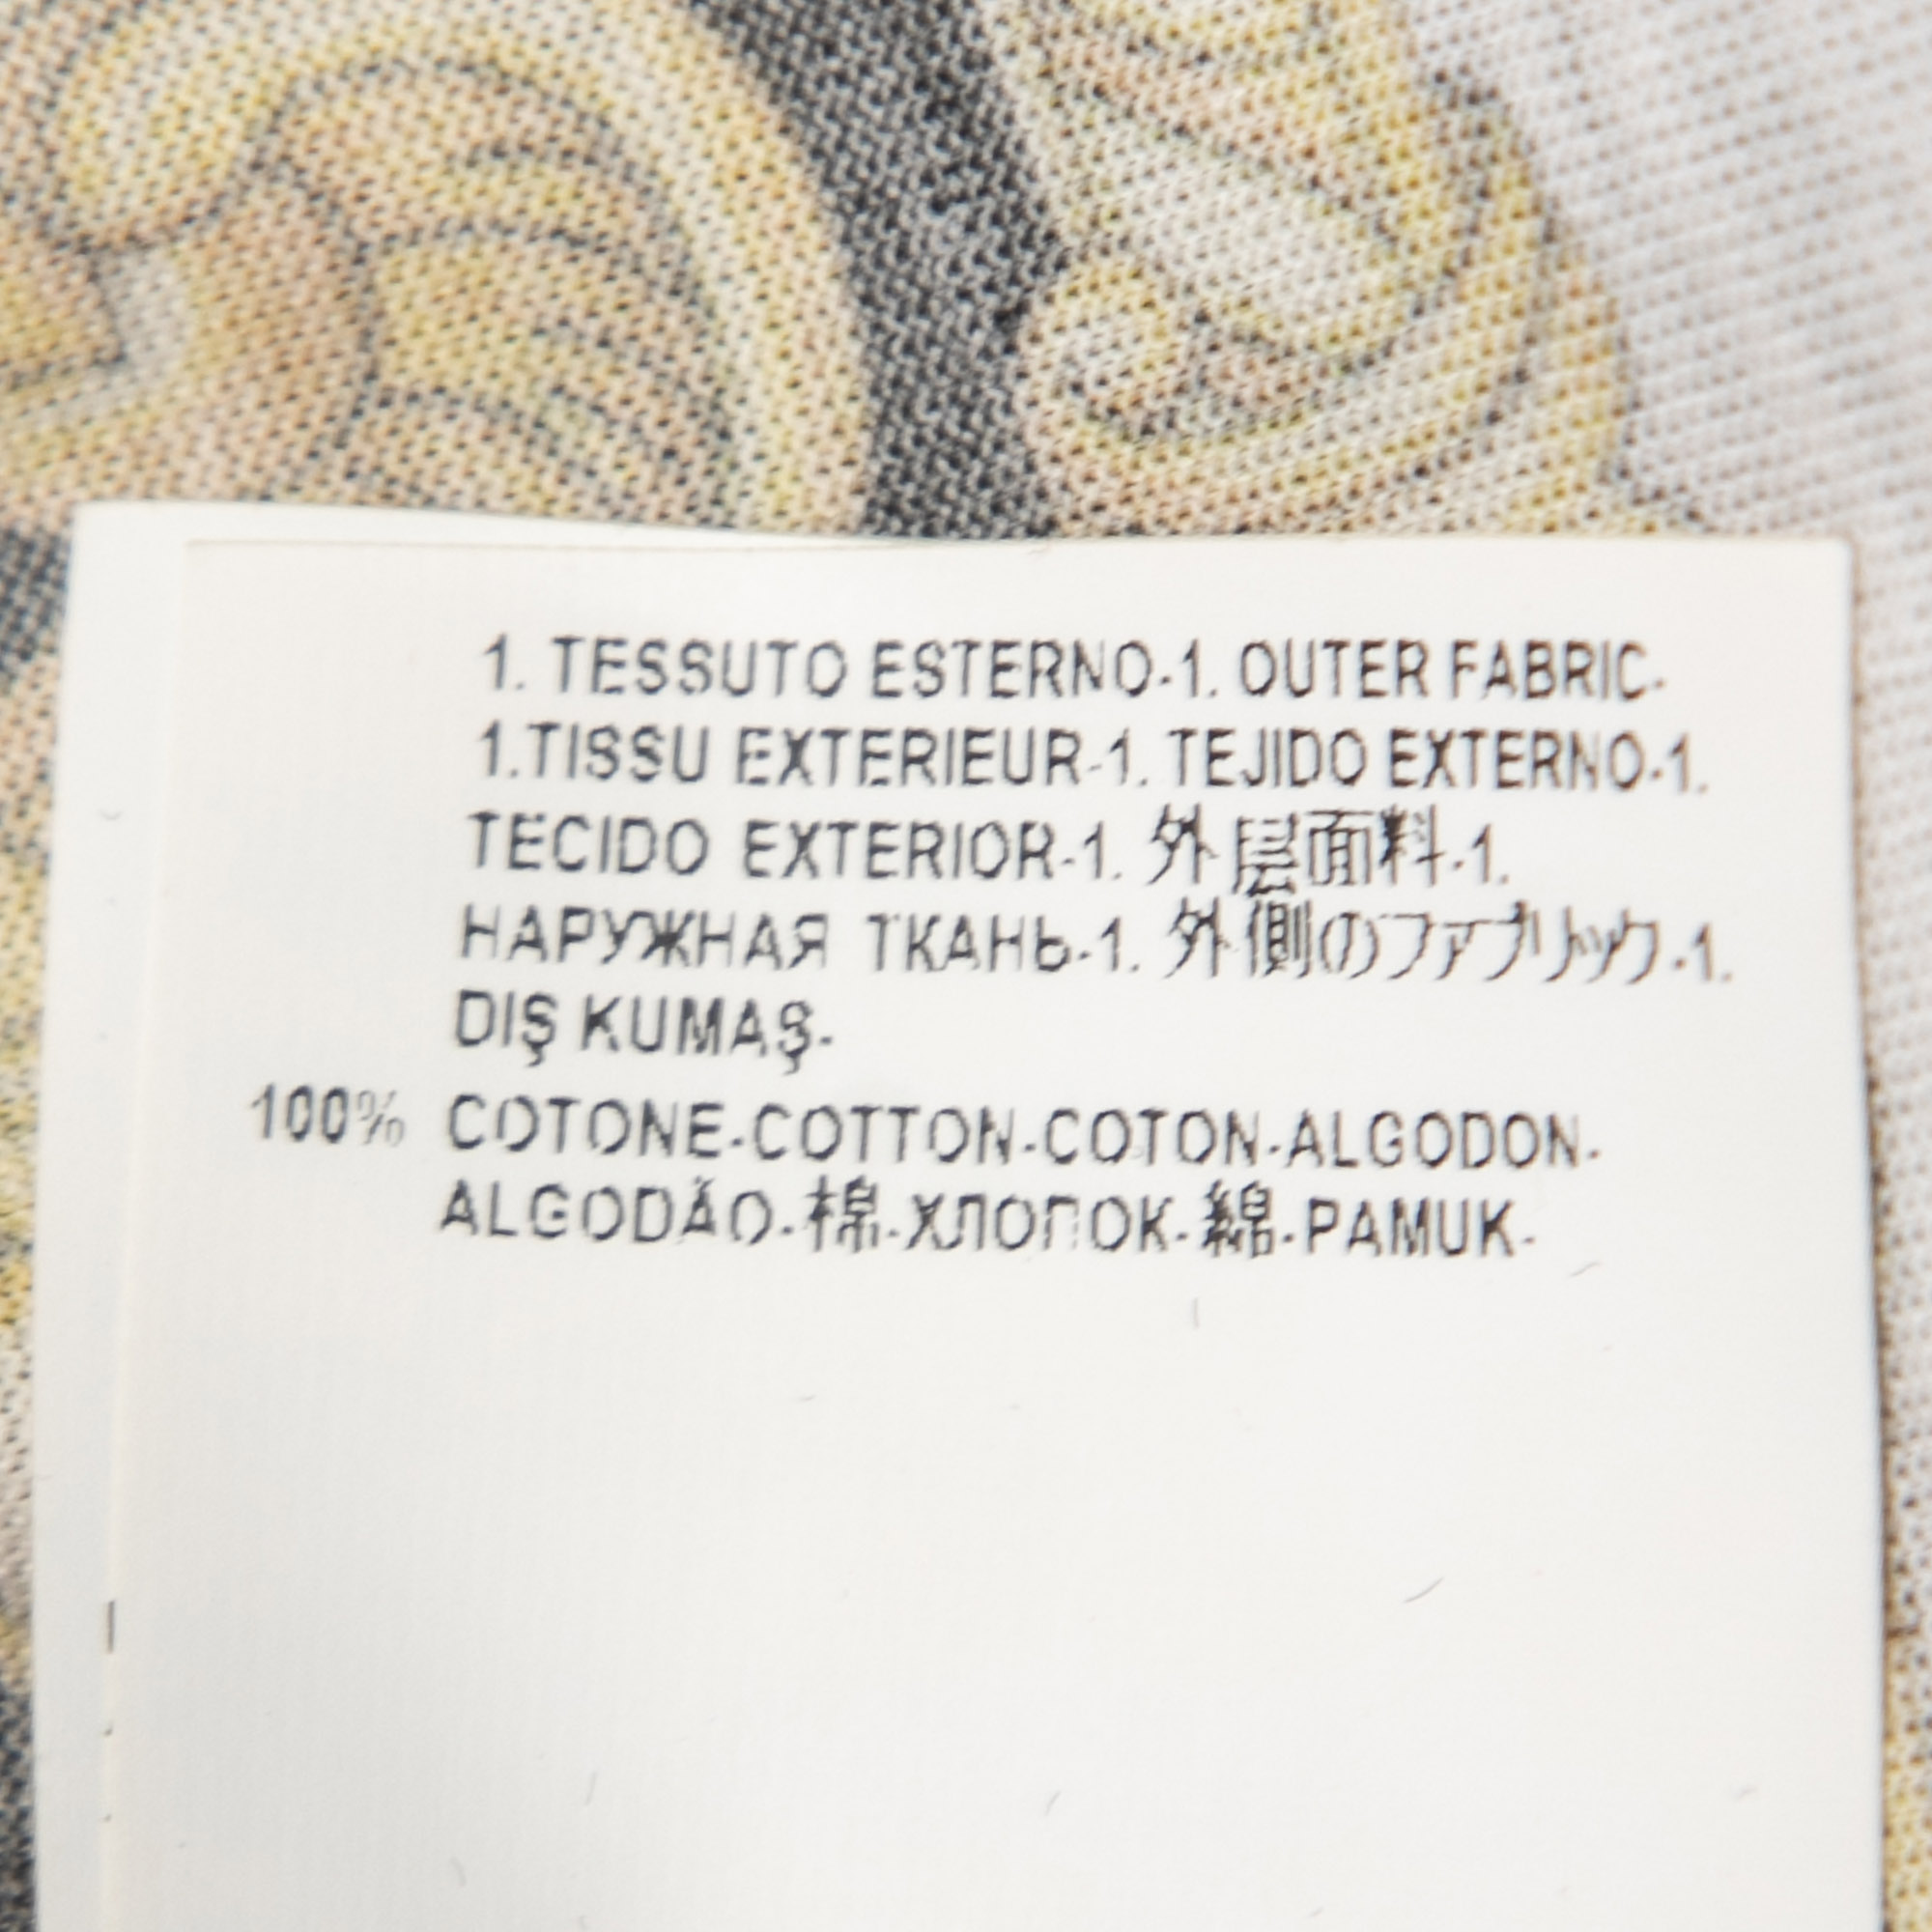 1. TESSUTO ESTERNO-1. OUTER FABRIC-
1.TISSU EXTERIEUR-1. TEJIDO EXTERNO-1.
TECIDO EXTERIOR-1. 外层面料-1.
НАРУЖНАЯ ТКАНЬ-1. 外側のファブリック-1.
DIŞ KUMAŞ-
100% COTONE-COTTON-COTON-ALGODON-
ALGODÃO-棉-ХЛОПОК-綿-PAMUK-